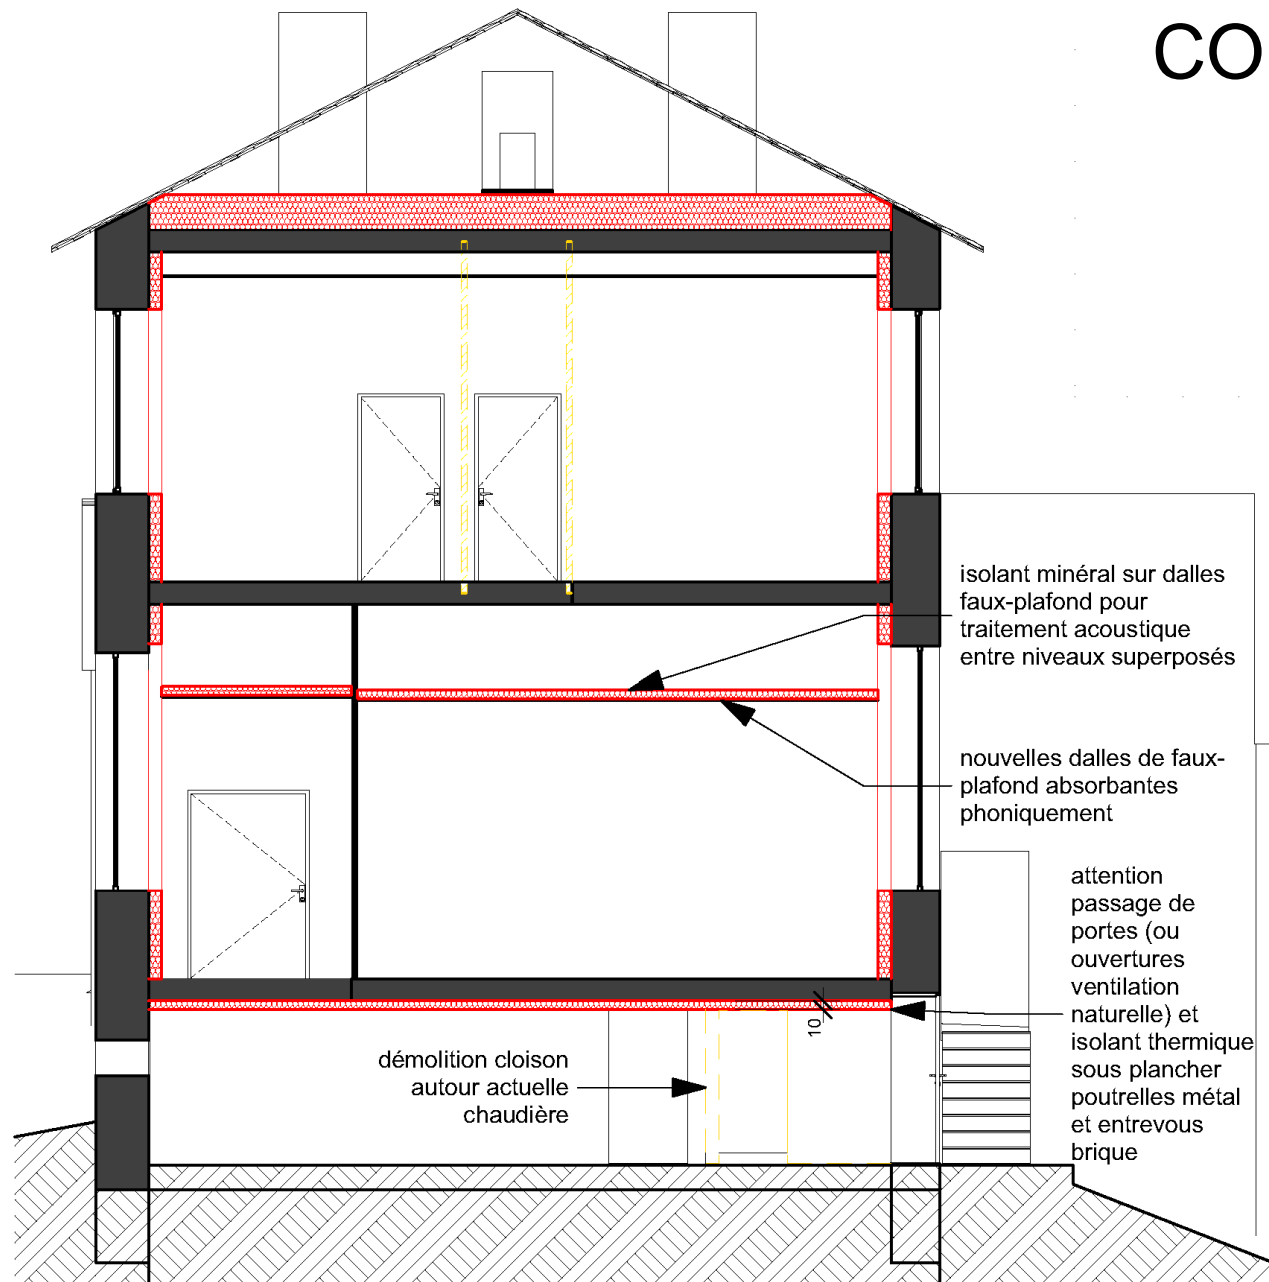 CO
isolant minéral sur dalles
faux-plafond pour
traitement acoustique
entre niveaux superposés
nouvelles dalles de faux-
plafond absorbantes
phoniquement
attention
passage de
portes (ou
ouvertures
ventilation
naturelle) et
isolant thermique
sous plancher
poutrelles métal
et entrevous
brique
10
démolition cloison
autour actuelle
chaudière